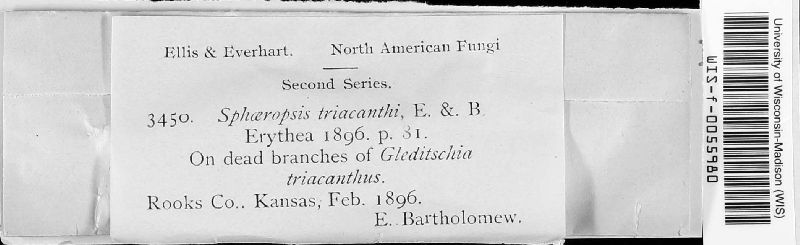 Ellis & Everhart. North American Fungi
Second Series.
3450. Sphæropsis triacanthi, E. &. B.
Erythea 1896. p. 81.
On dead branches of Gleditschia
triacanthus.
Rooks Co., Kansas, Feb. 1896.
E. Bartholomew.
University of Wisconsin-Madison (WIS)
WIS-f-0055980